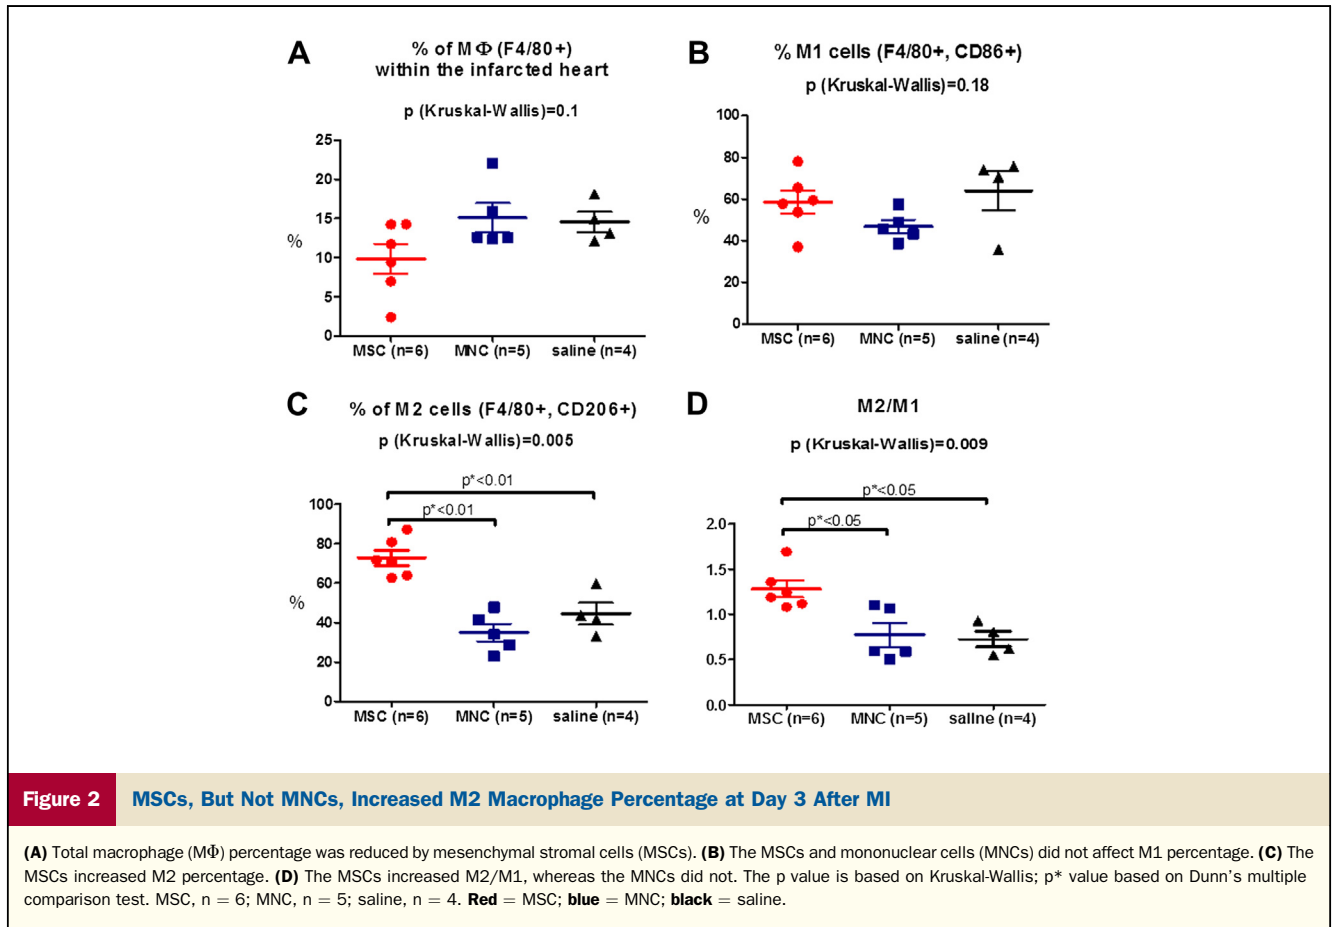 A
% of MΦ (F4/80+)
within the infarcted heart
p (Kruskal-Wallis)=0.1
25
20
15
10
5
0
%
MSC (n=6)
MNC (n=5)
saline (n=4)
B
% M1 cells (F4/80+, CD86+)
p (Kruskal-Wallis)=0.18
100
80
60
40
20
0
%
MSC (n=6)
MNC (n=5)
saline (n=4)
C
% of M2 cells (F4/80+, CD206+)
p (Kruskal-Wallis)=0.005
p*<0.01
p*<0.01
100
80
60
40
20
0
%
MSC (n=6)
MNC (n=5)
saline (n=4)
D
M2/M1
p (Kruskal-Wallis)=0.009
p*<0.05
p*<0.05
2.0
1.5
1.0
0.5
0.0
MSC (n=6)
MNC (n=5)
saline (n=4)
Figure 2 MSCs, But Not MNCs, Increased M2 Macrophage Percentage at Day 3 After MI
(A) Total macrophage (MΦ) percentage was reduced by mesenchymal stromal cells (MSCs). (B) The MSCs and mononuclear cells (MNCs) did not affect M1 percentage. (C) The
MSCs increased M2 percentage. (D) The MSCs increased M2/M1, whereas the MNCs did not. The p value is based on Kruskal-Wallis; p* value based on Dunn's multiple
comparison test. MSC, n = 6; MNC, n = 5; saline, n = 4. Red = MSC; blue = MNC; black = saline.